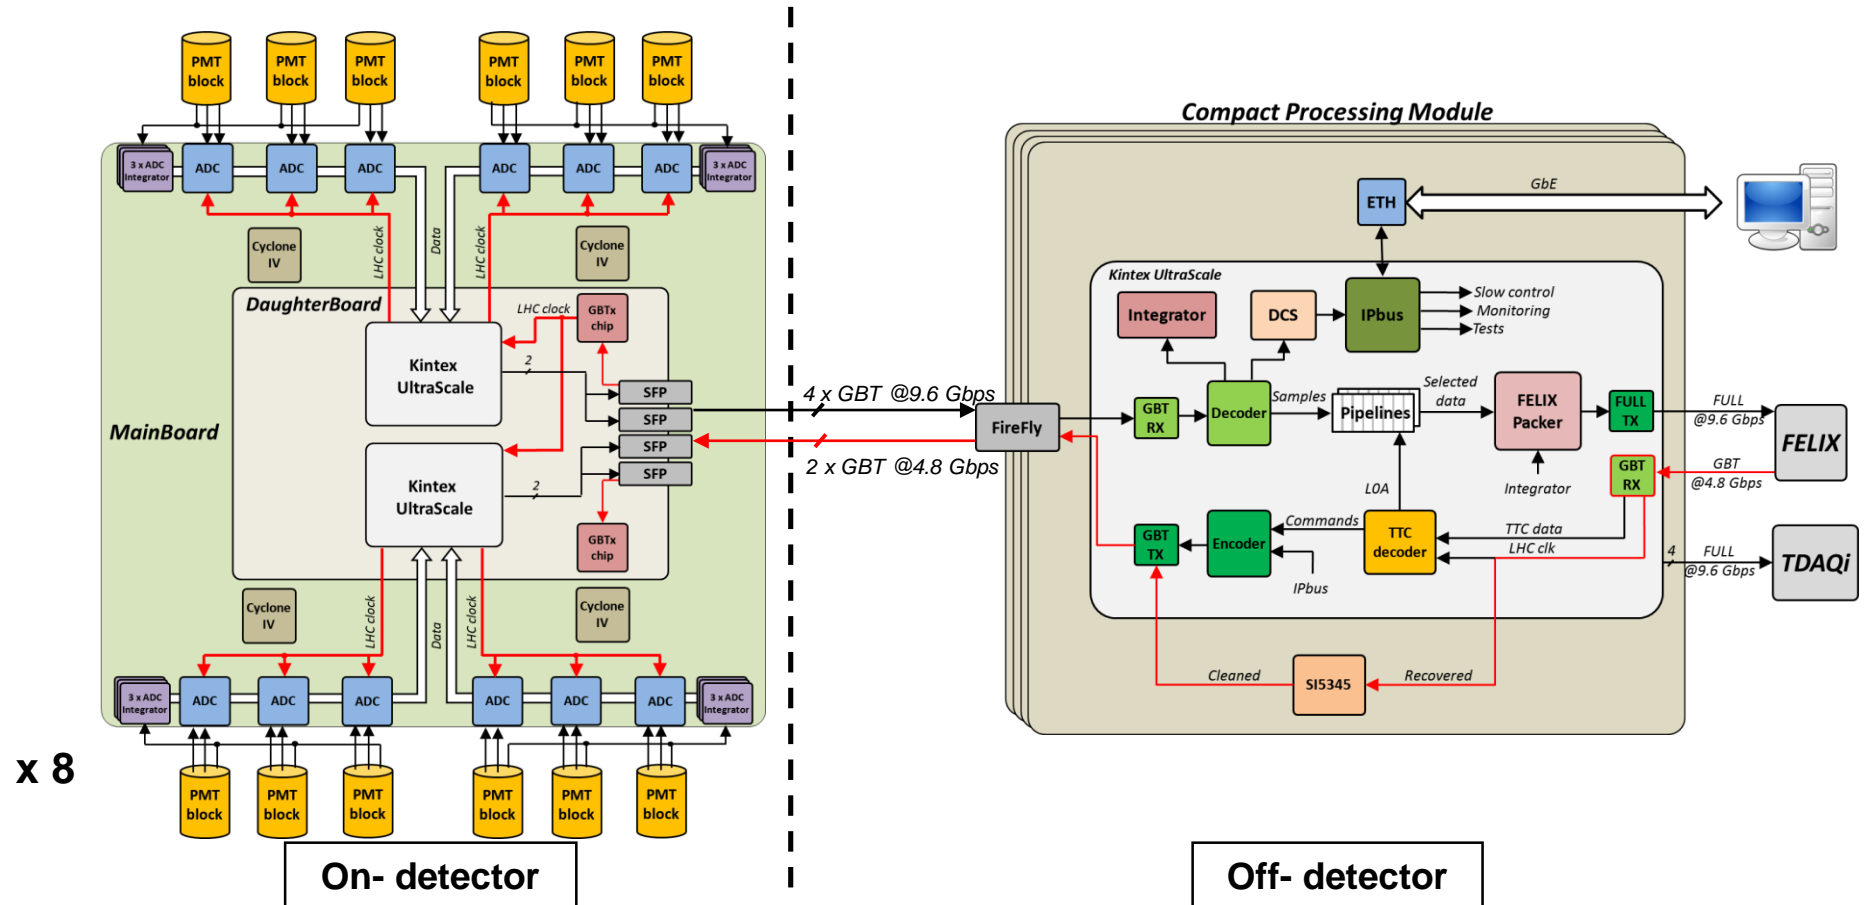 PMT
block
PMT
block
PMT
block
PMT
block
PMT
block
PMT
block
3 x ADC
Integrator
ADC
ADC
ADC
ADC
ADC
ADC
3 x ADC
Integrator
Cyclone
IV
LHC clock
Data
LHC clock
Cyclone
IV
DaughterBoard
LHC clock
GBTx
chip
Kintex
UltraScale
2
SFP
SFP
SFP
SFP
MainBoard
Kintex
UltraScale
2
GBTx
chip
Cyclone
IV
LHC clock
Data
LHC clock
Cyclone
IV
3 x ADC
Integrator
ADC
ADC
ADC
ADC
ADC
ADC
3 x ADC
Integrator
x 8
PMT
block
PMT
block
PMT
block
PMT
block
PMT
block
PMT
block
On- detector
4 x GBT @9.6 Gbps
2 x GBT @4.8 Gbps
Compact Processing Module
ETH
GbE
Kintex UltraScale
Integrator
DCS
IPbus
Slow control
Monitoring
Tests
FireFly
GBT
RX
Decoder
Samples
Pipelines
Selected
data
FELIX
Packer
FULL
TX
FULL
@9.6 Gbps
FELIX
GBT
RX
GBT
@4.8 Gbps
Integrator
L0A
GBT
TX
Encoder
Commands
IPbus
TTC
decoder
TTC data
LHC clk
4
FULL
@9.6 Gbps
TDAQi
Cleaned
SI5345
Recovered
Off- detector